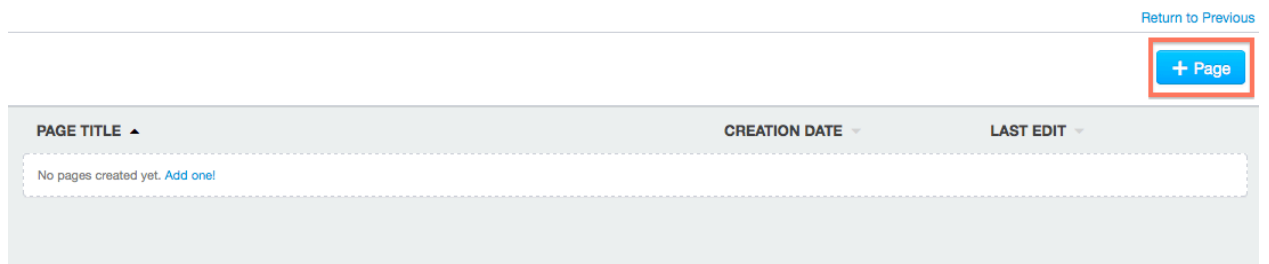 Return to Previous
+ Page
PAGE TITLE CREATION DATE LAST EDIT
No pages created yet. Add one!